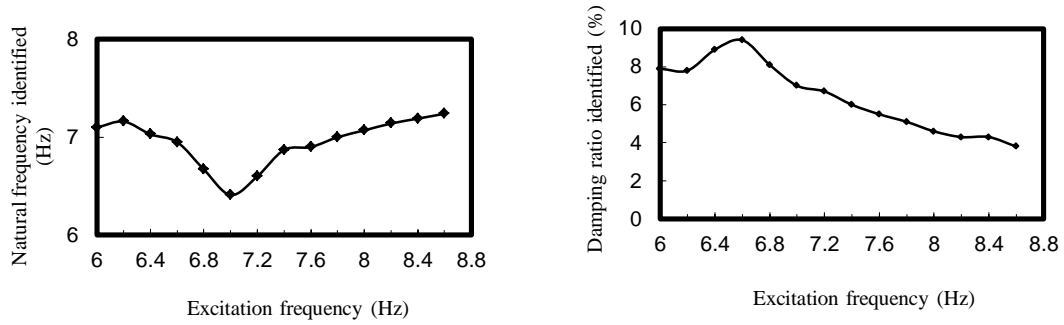 Natural frequency identified
(Hz)
8
7
6
6 6.4 6.8 7.2 7.6 8 8.4 8.8
Excitation frequency (Hz)
Damping ratio identified (%)
10
8
6
4
2
0
6 6.4 6.8 7.2 7.6 8 8.4 8.8
Excitation frequency (Hz)